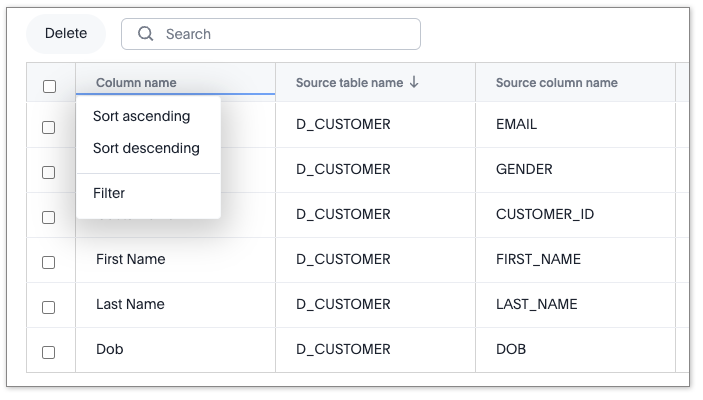 Delete
Search
Column name Source table name Source column name
Sort ascending
D_CUSTOMER EMAIL
Sort descending
D_CUSTOMER GENDER
Filter
D_CUSTOMER CUSTOMER_ID
First Name D_CUSTOMER FIRST_NAME
Last Name D_CUSTOMER LAST_NAME
Dob D_CUSTOMER DOB